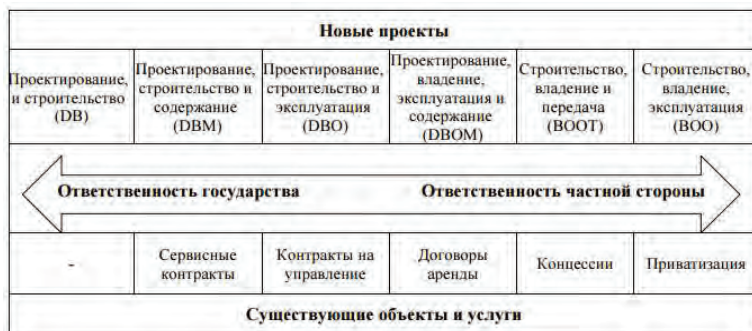 Новые проекты
Проектирование,
и строительство
(DB)
Проектирование,
строительство и
содержание
(DBM)
Проектирование,
строительство и
эксплуатация
(DBO)
Проектирование,
владение,
эксплуатация и
содержание
(DBOM)
Строительство,
владение и
передача
(BOOT)
Строительство,
владение,
эксплуатация
(BOO)
Ответственность государства
Ответственность частной стороны
-
Сервисные
контракты
Контракты на
управление
Договоры
аренды
Концессии
Приватизация
Существующие объекты и услуги